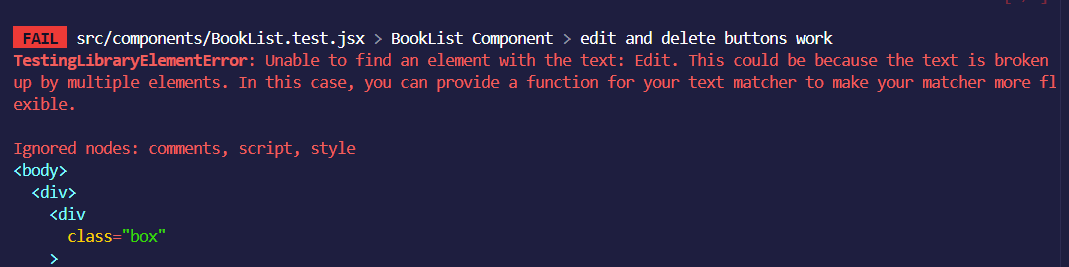 FAIL src/components/BookList.test.jsx > BookList Component > edit and delete buttons work
TestingLibraryElementError: Unable to find an element with the text: Edit. This could be because the text is broken
up by multiple elements. In this case, you can provide a function for your text matcher to make your matcher more fl
exible.
Ignored nodes: comments, script, style
<body>
<div>
<div
class="box"
>